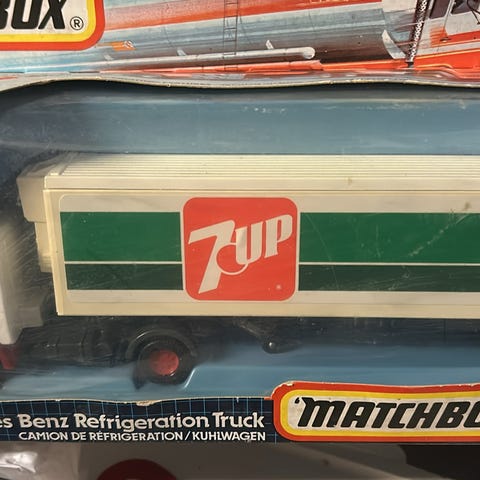 BOX®
7UP
es Benz Refrigeration Truck
CAMION DE RÉFRIGERATION/KUHLWAGEN
"MATCHBO